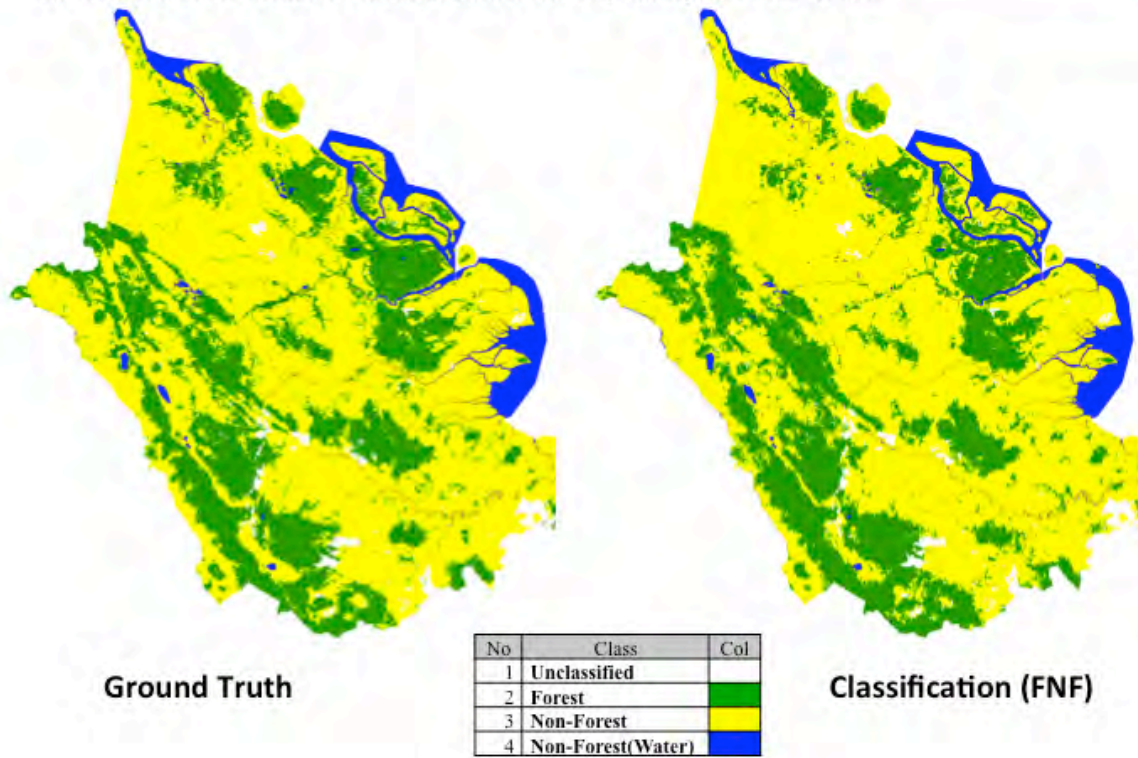 Ground Truth
Classification (FNF)
No Class Col
1 Unclassified
2 Forest
3 Non-Forest
4 Non-Forest(Water)